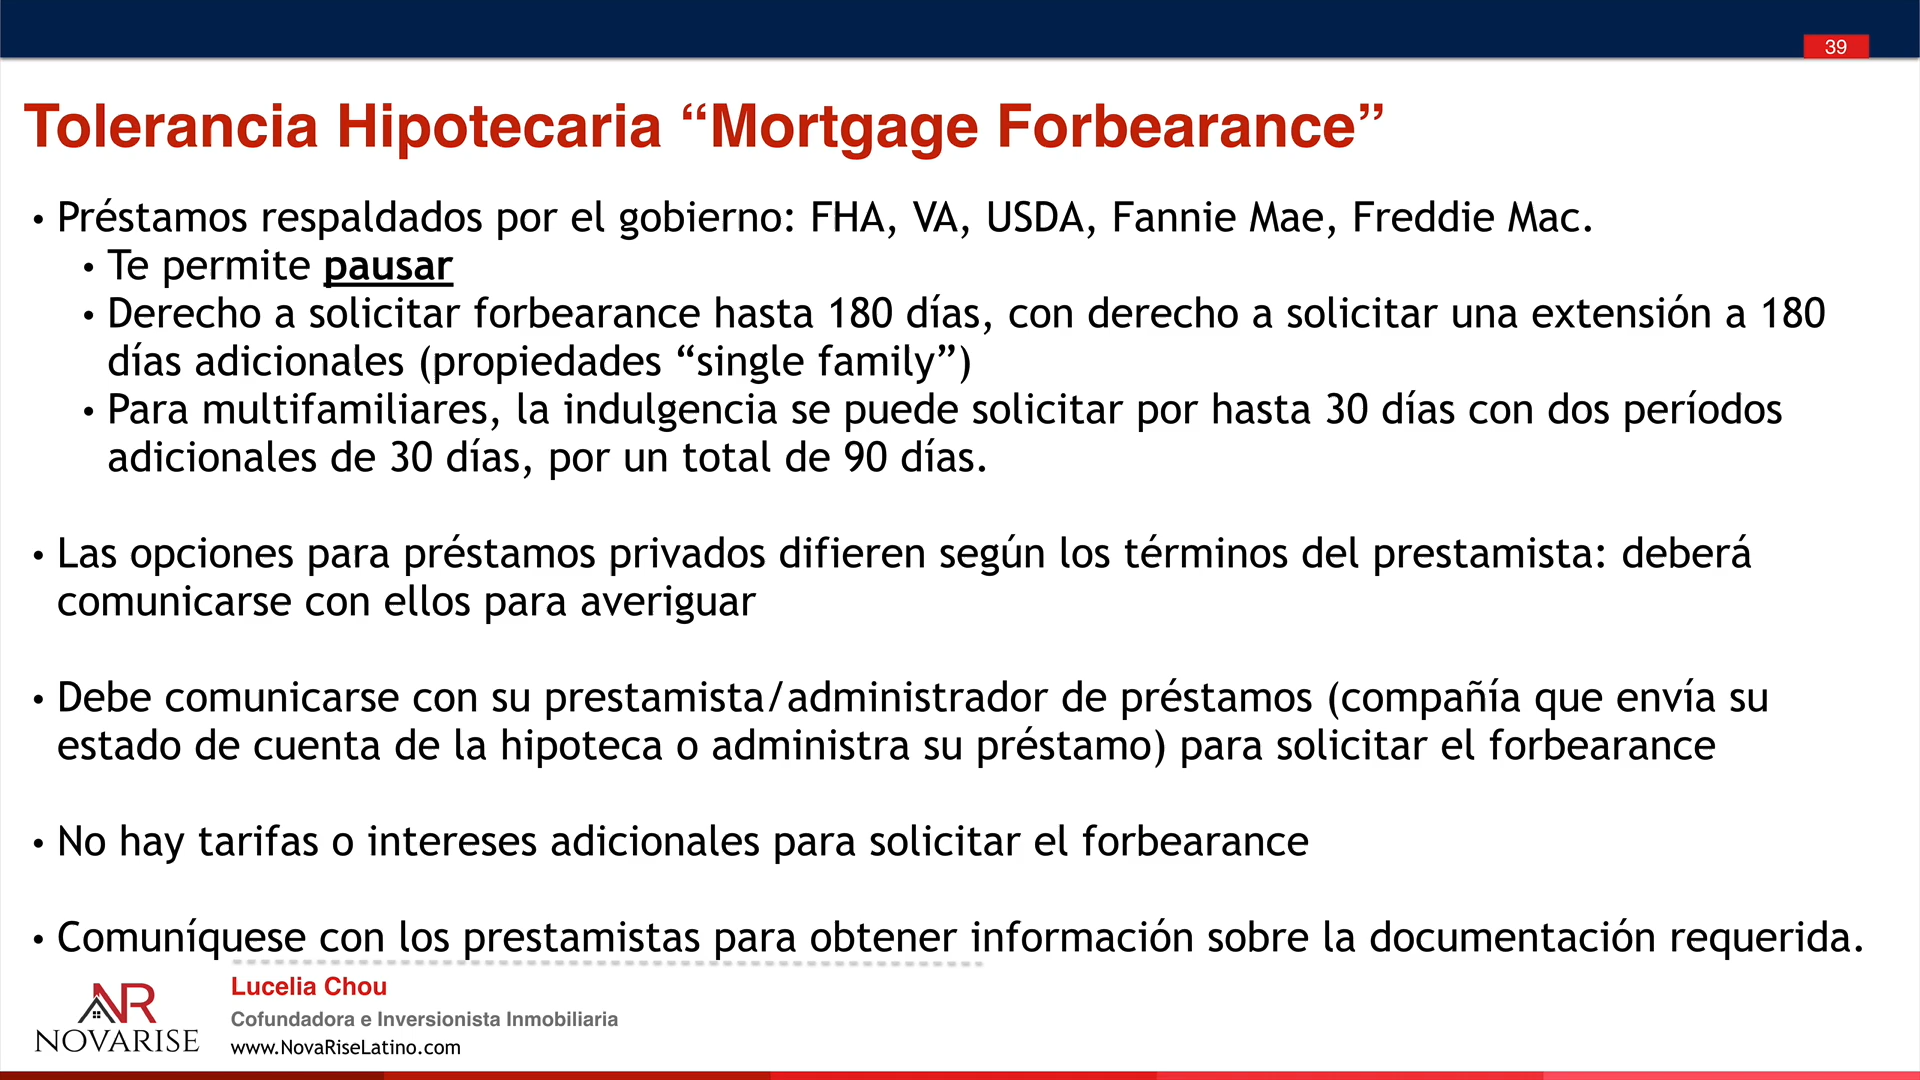 39
Tolerancia Hipotecaria “Mortgage Forbearance”
• Préstamos respaldados por el gobierno: FHA, VA, USDA, Fannie Mae, Freddie Mac.
• Te permite pausar
• Derecho a solicitar forbearance hasta 180 días, con derecho a solicitar una extensión a 180
días adicionales (propiedades “single family”)
• Para multifamiliares, la indulgencia se puede solicitar por hasta 30 días con dos períodos
adicionales de 30 días, por un total de 90 días.
• Las opciones para préstamos privados difieren según los términos del prestamista: deberá
comunicarse con ellos para averiguar
• Debe comunicarse con su prestamista/administrador de préstamos (compañía que envía su
estado de cuenta de la hipoteca o administra su préstamo) para solicitar el forbearance
• No hay tarifas o intereses adicionales para solicitar el forbearance
• Comuníquese con los prestamistas para obtener información sobre la documentación requerida.
NR
NOVARISE
Lucelia Chou
Cofundadora e Inversionista Inmobiliaria
www.NovaRiseLatino.com